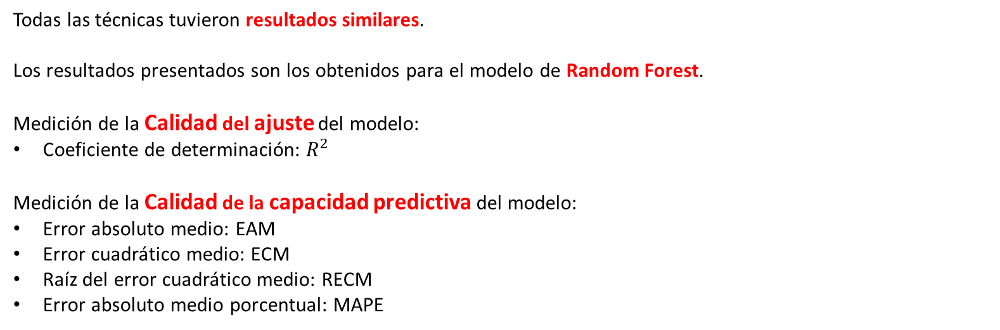 Todas las técnicas tuvieron resultados similares.
Los resultados presentados son los obtenidos para el modelo de Random Forest.
Medición de la Calidad del ajuste del modelo:
• Coeficiente de determinación: R²
Medición de la Calidad de la capacidad predictiva del modelo:
• Error absoluto medio: EAM
• Error cuadrático medio: ECM
• Raíz del error cuadrático medio: RECM
• Error absoluto medio porcentual: MAPE